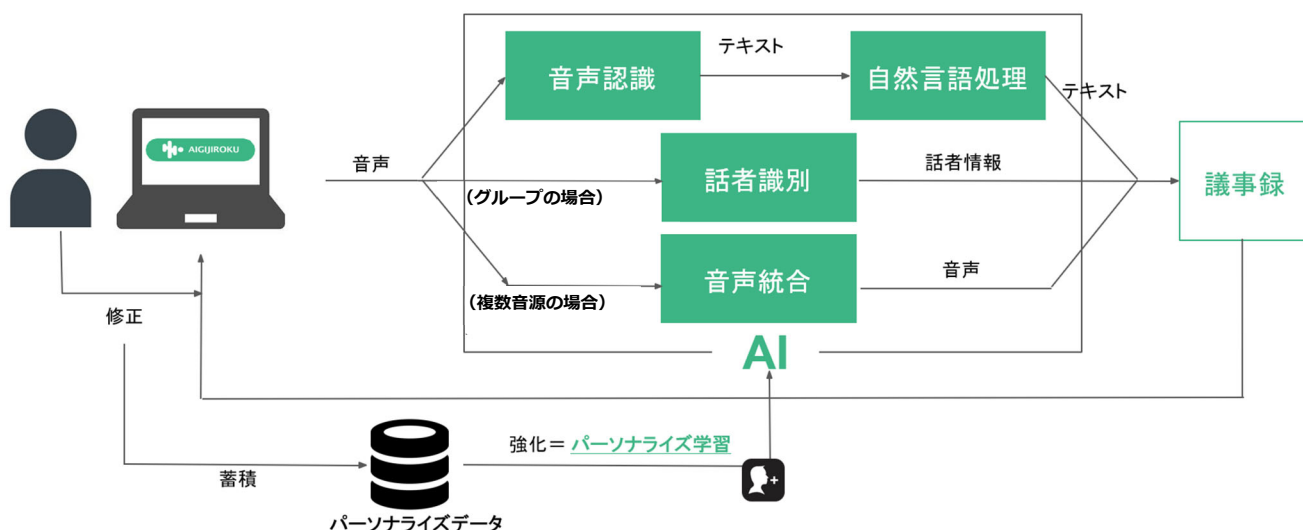 テキスト
音声認識
自然言語処理
テキスト
AIGIJIROKU
音声
話者情報
(グループの場合)
話者識別
議事録
音声統合
音声
(複数音源の場合)
修正
AI
強化＝ パーソナライズ学習
蓄積
パーソナライズデータ